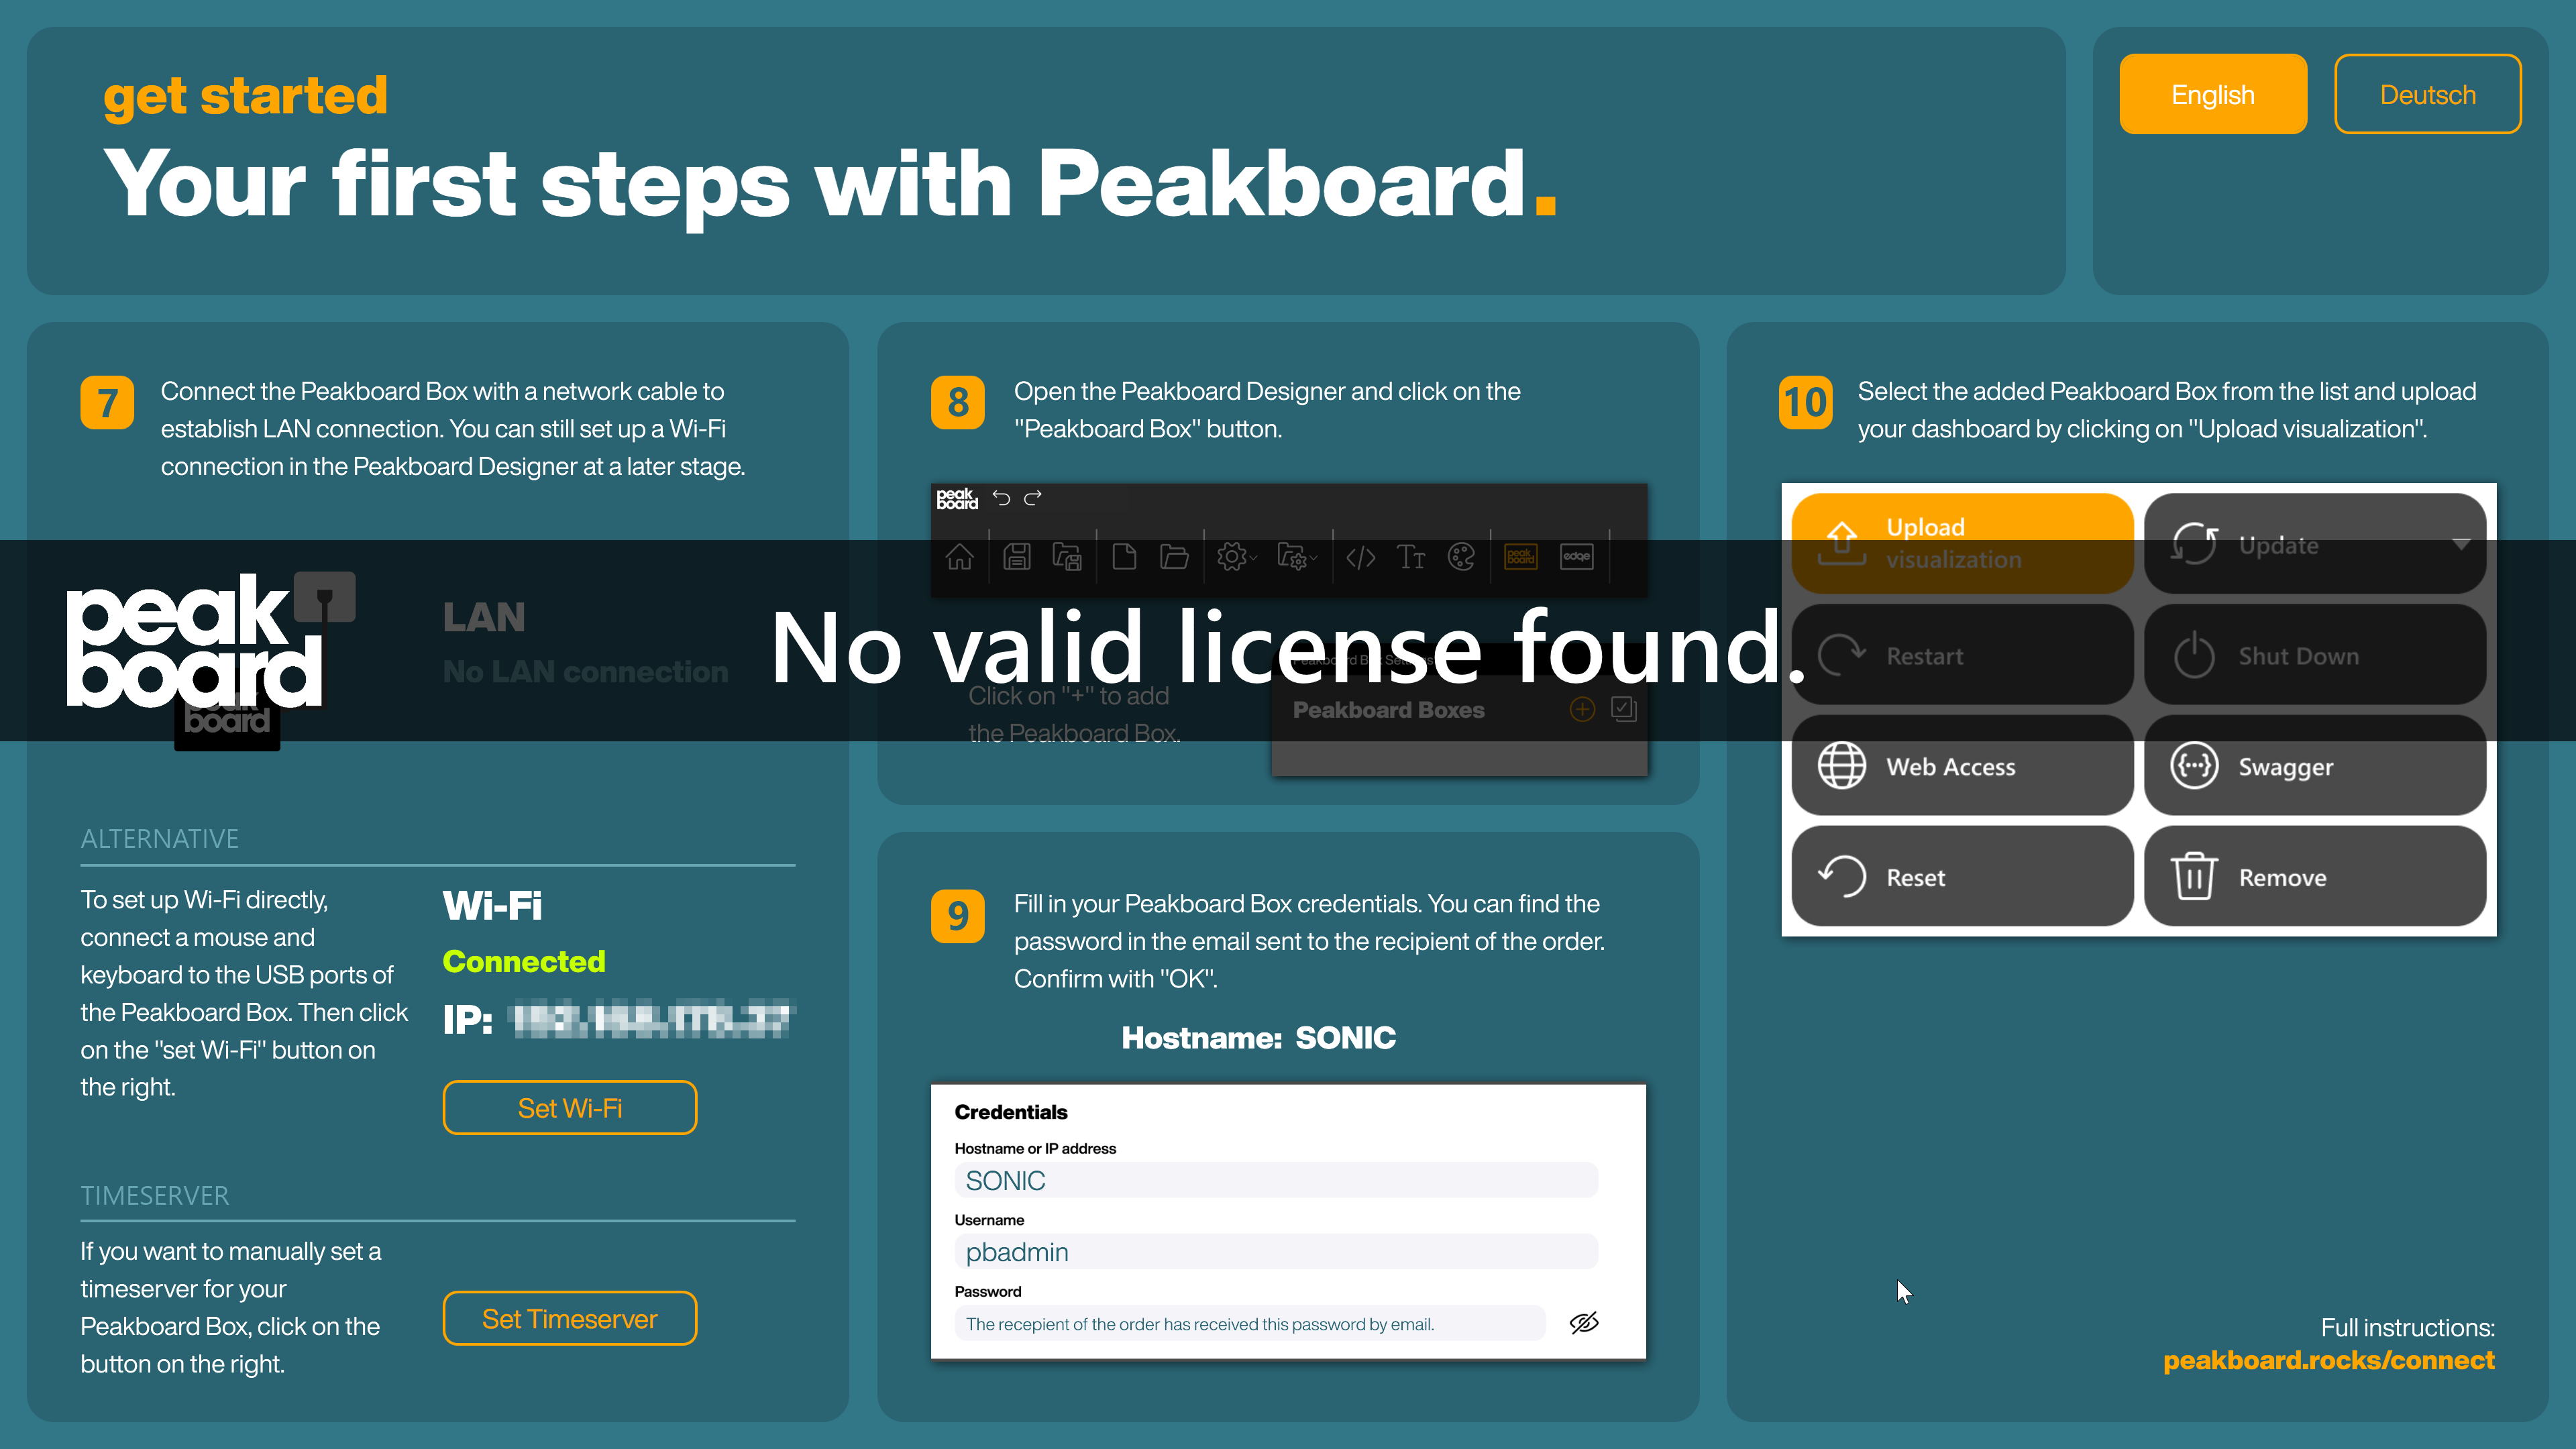 get started
Your first steps with Peakboard.
English
Deutsch
7
Connect the Peakboard Box with a network cable to
establish LAN connection. You can still set up a Wi-Fi
connection in the Peakboard Designer at a later stage.
LAN
No LAN connection
peak
board
board
ALTERNATIVE
To set up Wi-Fi directly,
connect a mouse and
keyboard to the USB ports of
the Peakboard Box. Then click
on the "set Wi-Fi" button on
the right.
Wi-Fi
Connected
IP:
Set Wi-Fi
TIMESERVER
If you want to manually set a
timeserver for your
Peakboard Box, click on the
button on the right.
Set Timeserver
8
Open the Peakboard Designer and click on the
"Peakboard Box" button.
peak
board
peak
board
edge
No valid license found.
Click on "+" to add
the Peakboard Box.
Peakboard Boxes
9
Fill in your Peakboard Box credentials. You can find the
password in the email sent to the recipient of the order.
Confirm with "OK".
Hostname: SONIC
Credentials
Hostname or IP address
SONIC
Username
pbadmin
Password
The recepient of the order has received this password by email.
10
Select the added Peakboard Box from the list and upload
your dashboard by clicking on "Upload visualization".
Upload
visualization
Update
Restart
Shut Down
Web Access
Swagger
Reset
Remove
Full instructions:
peakboard.rocks/connect